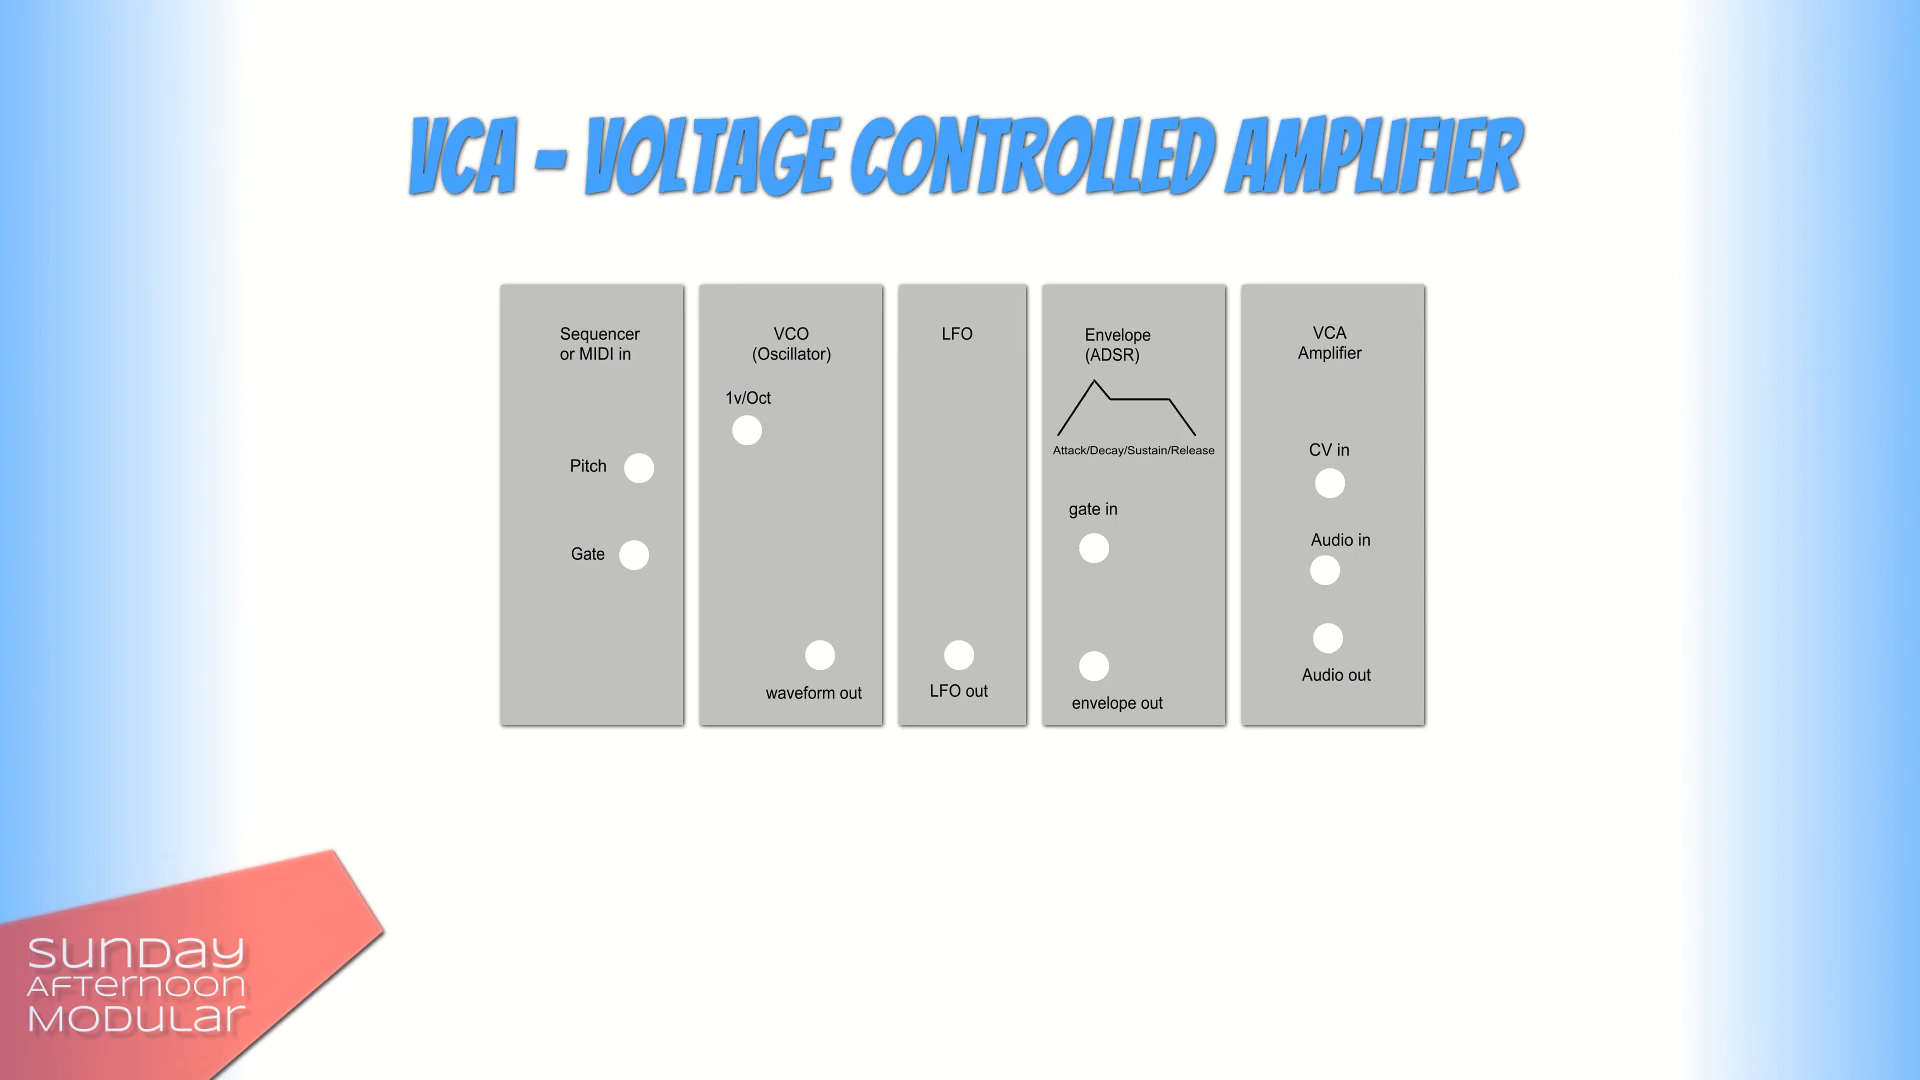 VCA - VOLTAGE CONTROLLED AMPLIFIER
Sequencer
or MIDI in
Pitch
Gate
VCO
(Oscillator)
1v/Oct
waveform out
LFO
LFO out
Envelope
(ADSR)
Attack/Decay/Sustain/Release
gate in
envelope out
VCA
Amplifier
CV in
Audio in
Audio out
Sunday
Afternoon
Modular